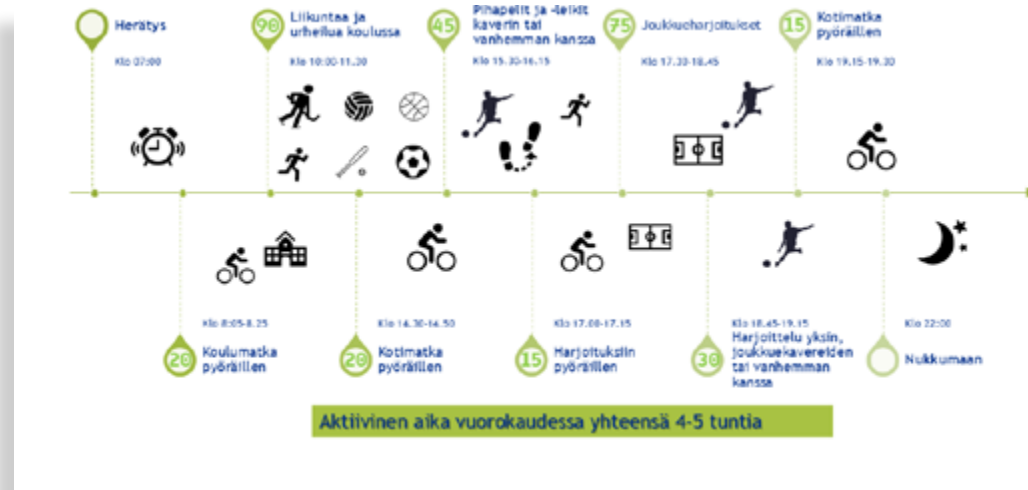 Herätys
Klo 07:00
90
Liikuntaa ja
urheilua koulussa
Klo 10:00-11.30
45
Pihapelit ja -leikit
kaverin tai
vanhemman kanssa
Klo 15.30-16.15
75
Joukkueharjoitukset
Klo 17.30-18.45
15
Kotimatka
pyöräillen
Klo 19.15-19.30
Klo 8:05-8.25
20
Koulumatka
pyöräillen
Klo 14.30-14.50
20
Kotimatka
pyöräillen
Klo 17.00-17.15
15
Harjoituksiin
pyöräillen
Klo 18.45-19.15
30
Harjoittelu yksin,
joukkuekavereiden
tai vanhemman
kanssa
Klo 22:00
Nukkumaan
Aktiivinen aika vuorokaudessa yhteensä 4-5 tuntia